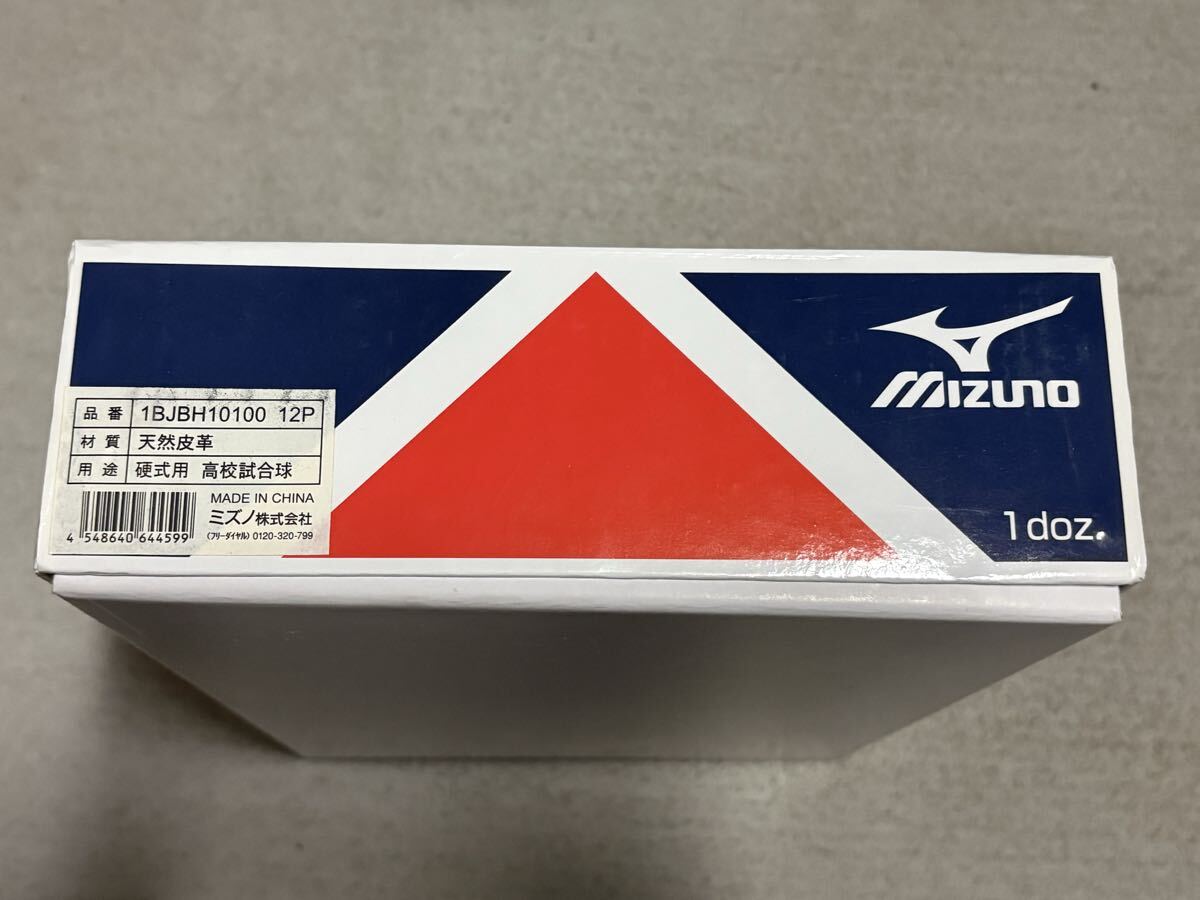 品番 1BJBH10100 12P
材質 天然皮革
用途 硬式用 高校試合球
MADE IN CHINA
ミズノ株式会社
(フリーダイヤル) 0120-320-799
4 548640 644599
MIZUNO
1doz.